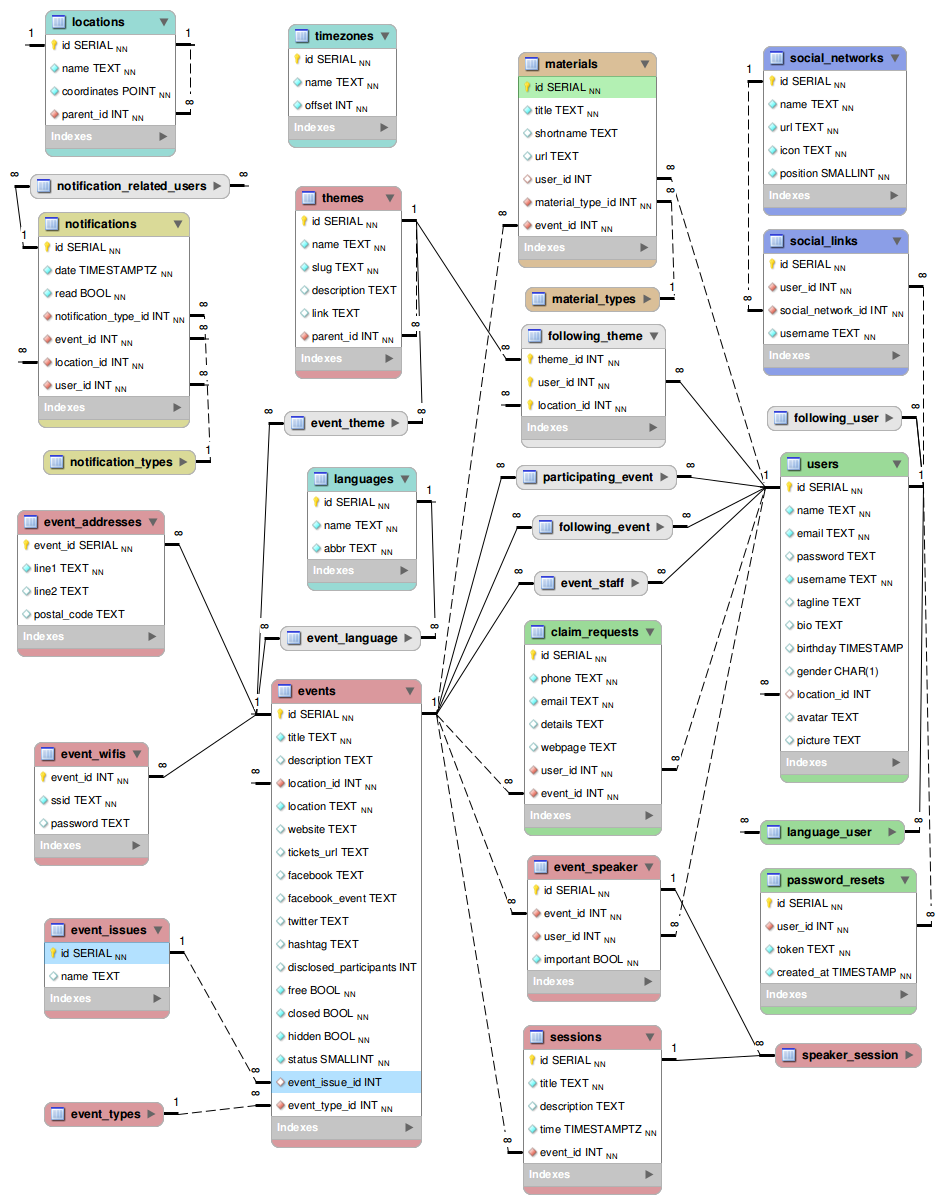 locations
id SERIAL NN
name TEXT NN
coordinates POINT NN
parent_id INT NN
Indexes
1
1
∞
timezones
id SERIAL NN
name TEXT NN
offset INT NN
Indexes
materials
id SERIAL NN
title TEXT NN
shortname TEXT
url TEXT
user_id INT
material_type_id INT NN
event_id INT NN
Indexes
∞
∞
∞
social_networks
id SERIAL NN
name TEXT NN
url TEXT NN
icon TEXT NN
position SMALLINT NN
Indexes
1
notification_related_users
∞
∞
notifications
id SERIAL NN
date TIMESTAMPTZ NN
read BOOL NN
notification_type_id INT NN
event_id INT NN
location_id INT NN
user_id INT NN
Indexes
1
∞
∞
∞
∞
notification_types
1
themes
id SERIAL NN
name TEXT NN
slug TEXT NN
description TEXT
link TEXT
parent_id INT NN
Indexes
1
∞
material_types
1
social_links
id SERIAL NN
user_id INT NN
social_network_id INT NN
username TEXT NN
Indexes
∞
∞
following_theme
theme_id INT NN
user_id INT NN
location_id INT NN
Indexes
∞
∞
∞
event_theme
∞
∞
following_user
∞
languages
id SERIAL NN
name TEXT NN
abbr TEXT NN
Indexes
1
participating_event
∞
∞
following_event
∞
∞
event_staff
∞
∞
users
id SERIAL NN
name TEXT NN
email TEXT NN
password TEXT
username TEXT NN
tagline TEXT
bio TEXT
birthday TIMESTAMP
gender CHAR(1)
location_id INT
avatar TEXT
picture TEXT
Indexes
1
1
∞
event_addresses
event_id SERIAL NN
line1 TEXT NN
line2 TEXT
postal_code TEXT
Indexes
∞
event_language
∞
∞
claim_requests
id SERIAL NN
phone TEXT NN
email TEXT NN
details TEXT
webpage TEXT
user_id INT NN
event_id INT NN
Indexes
∞
∞
events
id SERIAL NN
title TEXT NN
description TEXT
location_id INT NN
location TEXT NN
website TEXT
tickets_url TEXT
facebook TEXT
facebook_event TEXT
twitter TEXT
hashtag TEXT
disclosed_participants INT
free BOOL NN
closed BOOL NN
hidden BOOL NN
status SMALLINT NN
event_issue_id INT
event_type_id INT NN
Indexes
1
1
∞
∞
∞
event_wifis
event_id INT NN
ssid TEXT NN
password TEXT
Indexes
∞
language_user
∞
∞
event_speaker
id SERIAL NN
event_id INT NN
user_id INT NN
important BOOL NN
Indexes
1
∞
∞
password_resets
id SERIAL NN
user_id INT NN
token TEXT NN
created_at TIMESTAMP NN
Indexes
∞
event_issues
id SERIAL NN
name TEXT
Indexes
1
sessions
id SERIAL NN
title TEXT NN
description TEXT
time TIMESTAMPTZ NN
event_id INT NN
Indexes
1
∞
speaker_session
∞
event_types
1